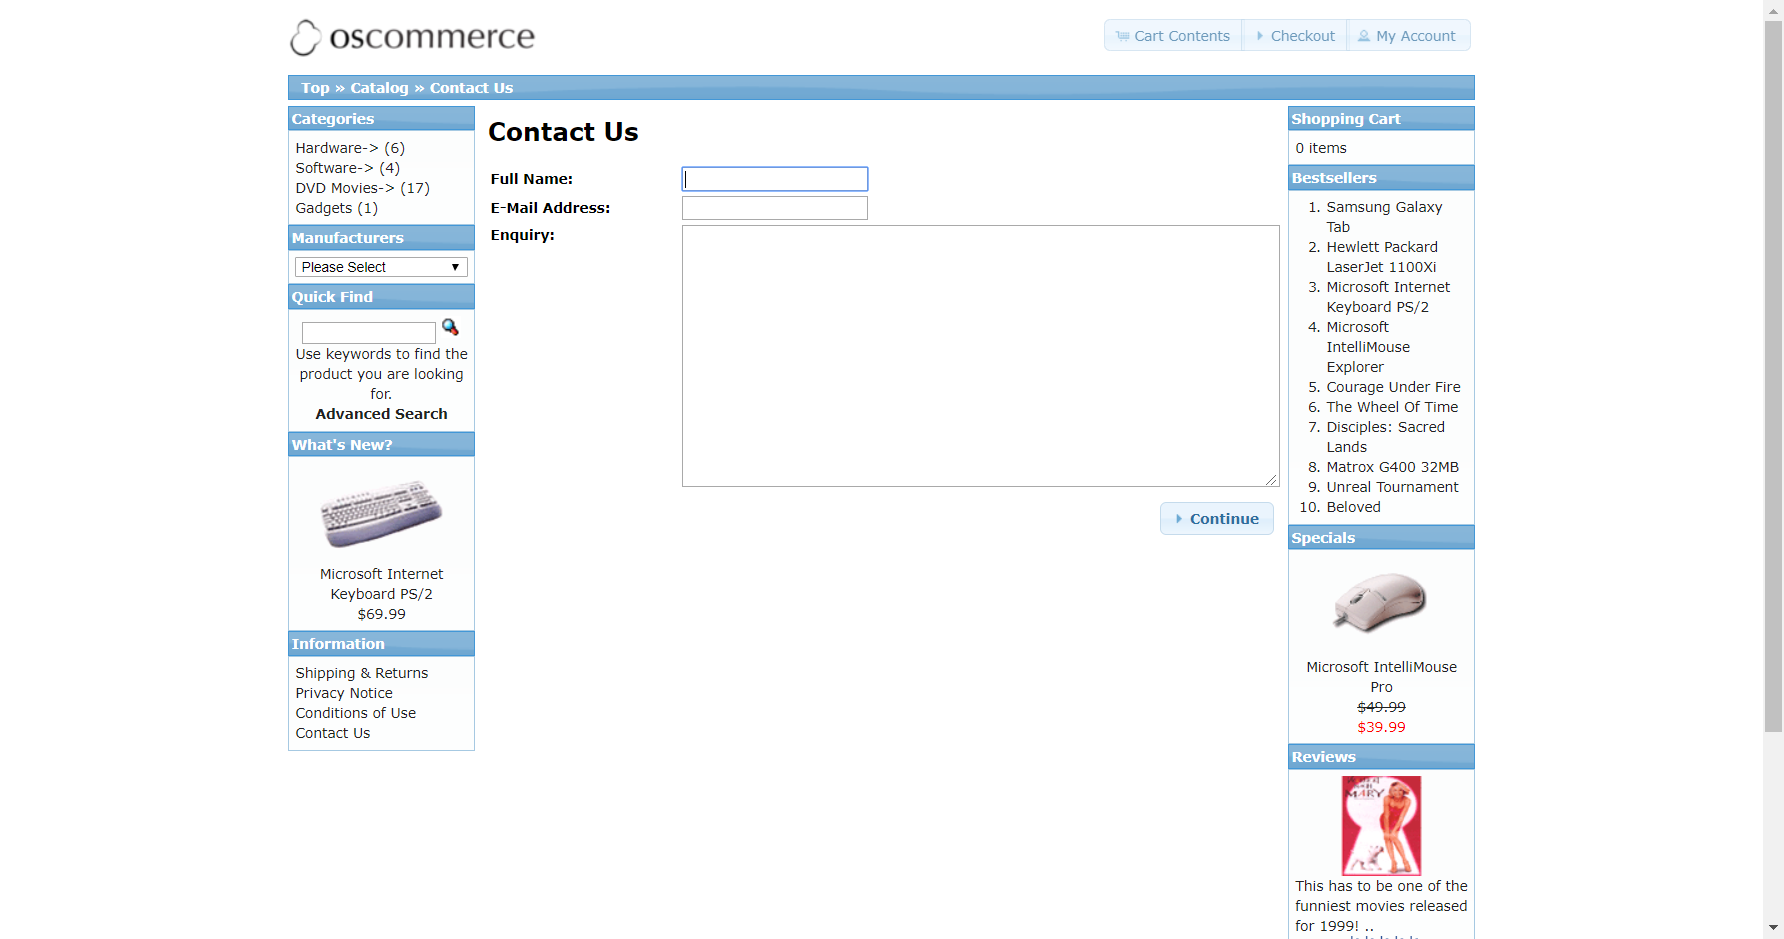 oscommerce
Cart Contents
Checkout
My Account
Top » Catalog » Contact Us
Categories
Hardware-> (6)
Software-> (4)
DVD Movies-> (17)
Gadgets (1)
Manufacturers
Please Select
Quick Find
Use keywords to find the
product you are looking
for.
Advanced Search
What's New?
Microsoft Internet
Keyboard PS/2
$69.99
Information
Shipping & Returns
Privacy Notice
Conditions of Use
Contact Us
Contact Us
Full Name:
E-Mail Address:
Enquiry:
Continue
Shopping Cart
0 items
Bestsellers
1. Samsung Galaxy
Tab
2. Hewlett Packard
LaserJet 1100Xi
3. Microsoft Internet
Keyboard PS/2
4. Microsoft
IntelliMouse
Explorer
5. Courage Under Fire
6. The Wheel Of Time
7. Disciples: Sacred
Lands
8. Matrox G400 32MB
9. Unreal Tournament
10. Beloved
Specials
Microsoft IntelliMouse
Pro
$49.99
$39.99
Reviews
MARY
This has to be one of the
funniest movies released
for 1999! ..